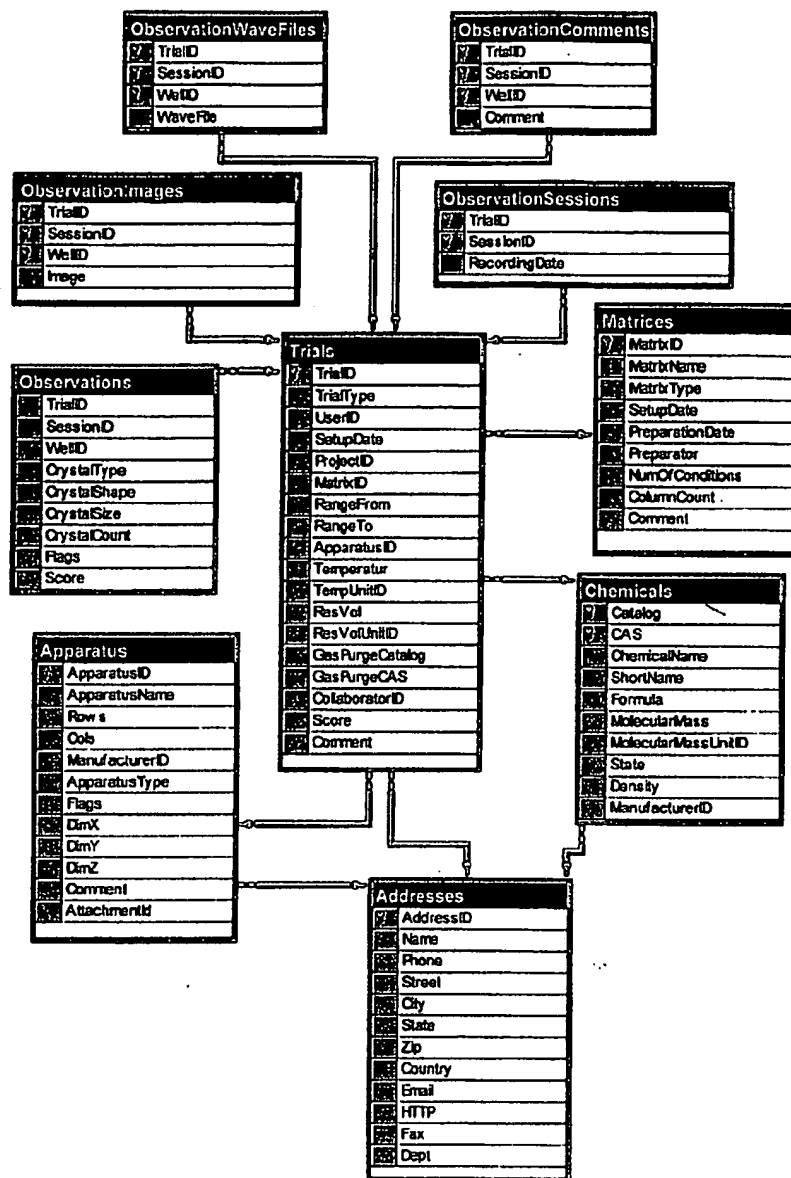 ObservationWaveFiles
TrialID
SessionID
WellID
WaveFile
ObservationComments
TrialID
SessionID
WellID
Comment
ObservationImages
TrialID
SessionID
WellID
Image
ObservationSessions
TrialID
SessionID
RecordingDate
Observations
TrialID
SessionID
WellID
CrystalType
CrystalShape
CrystalSize
CrystalCount
Flags
Score
Trials
TrialID
TrialType
UserID
SetupDate
ProjectID
MatrixID
RangeFrom
RangeTo
ApparatusID
Temperatur
TempUnitID
ResVol
ResVolUnitID
GasPurgeCatalog
GasPurgeCAS
CollaboratorID
Score
Comment
Matrices
MatrixID
MatrixName
MatrixType
SetupDate
PreparationDate
Preparator
NumOfConditions
ColumnCount
Comment
Chemicals
Catalog
CAS
ChemicalName
ShortName
Formula
MolecularMass
MolecularMassUnitID
State
Density
ManufacturerID
Apparatus
ApparatusID
ApparatusName
Rows
Cols
ManufacturerID
ApparatusType
Flags
DimX
DimY
DimZ
Comment
AttachmentId
Addresses
AddressID
Name
Phone
Street
City
State
Zip
Country
Email
HTTP
Fax
Dept